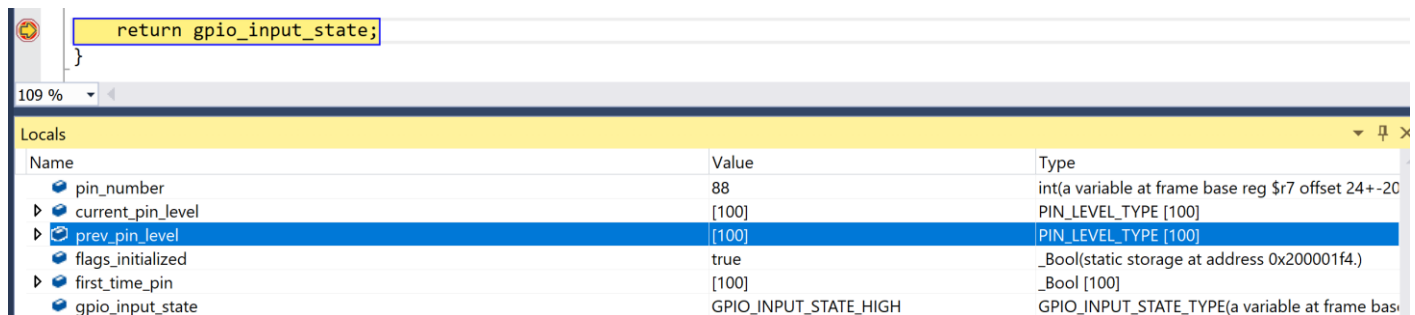 return gpio_input_state;
}
109 %
Locals
Name Value Type
pin_number 88 int(a variable at frame base reg $r7 offset 24+-20
current_pin_level [100] PIN_LEVEL_TYPE [100]
prev_pin_level [100] PIN_LEVEL_TYPE [100]
flags_initialized true _Bool(static storage at address 0x200001f4.)
first_time_pin [100] _Bool [100]
gpio_input_state GPIO_INPUT_STATE_HIGH GPIO_INPUT_STATE_TYPE(a variable at frame bas